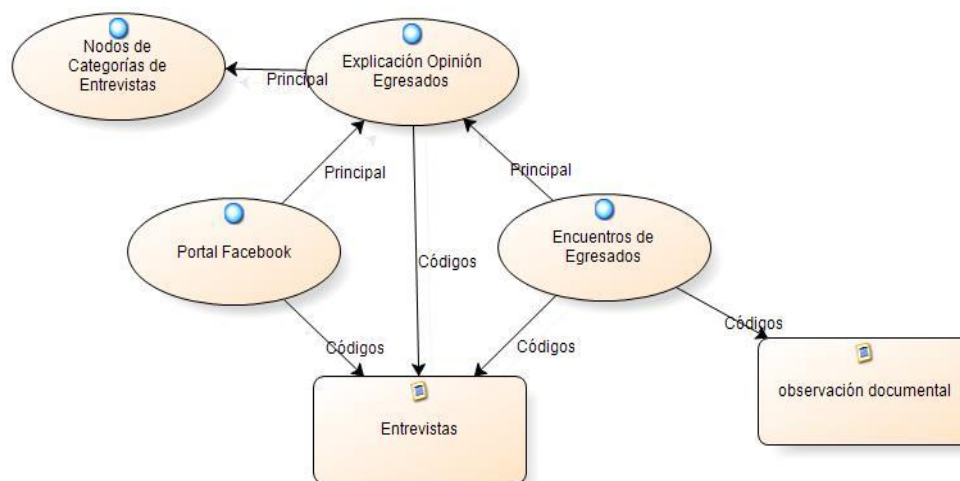 Nodos de
Categorías de
Entrevistas
Explicación Opinión
Egresados
Principal
Principal
Principal
Portal Facebook
Encuentros de
Egresados
Códigos
Códigos
Códigos
Códigos
Entrevistas
observación documental